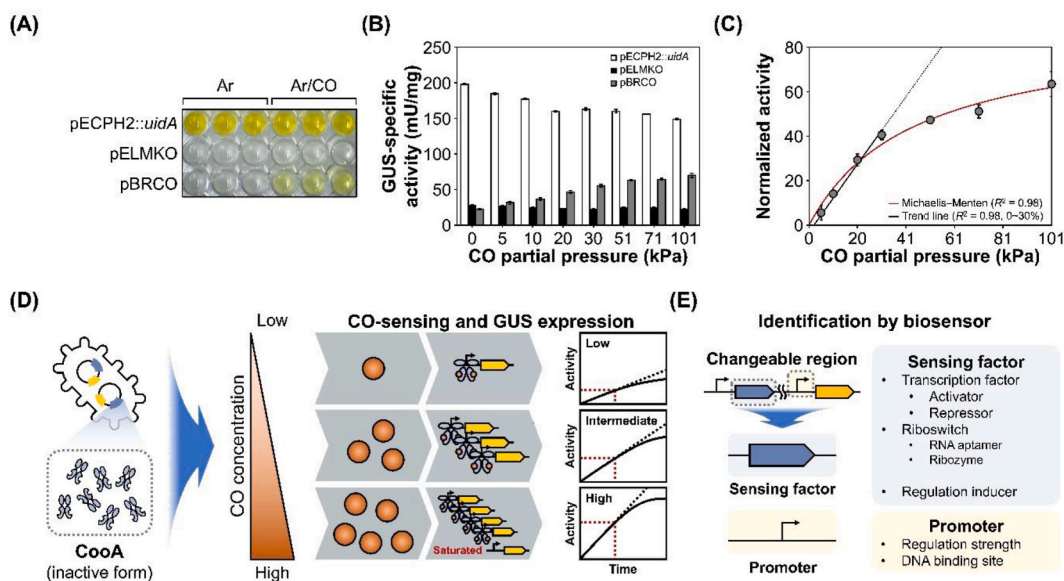 (A)
Ar
Ar/CO
pECPH2::uidA
pELMKO
pBRCO
(B)
GUS-specific
activity (mU/mg)
250
200
150
100
50
0
pECPH2::uidA
pELMKO
pBRCO
0 5 10 20 30 51 71 101
CO partial pressure (kPa)
(C)
Normalized activity
80
60
40
20
0
Michaelis–Menten (R² = 0.98)
Trend line (R² = 0.98, 0~30%)
0 20 41 61 81 101
CO partial pressure (kPa)
(D)
CooA
(inactive form)
CO concentration
Low
High
CO-sensing and GUS expression
Saturated
Low
Activity
Intermediate
Activity
High
Activity
Time
(E)
Identification by biosensor
Changeable region
Sensing factor
Promoter
Sensing factor
• Transcription factor
• Activator
• Repressor
• Riboswitch
• RNA aptamer
• Ribozyme
• Regulation inducer
Promoter
• Regulation strength
• DNA binding site